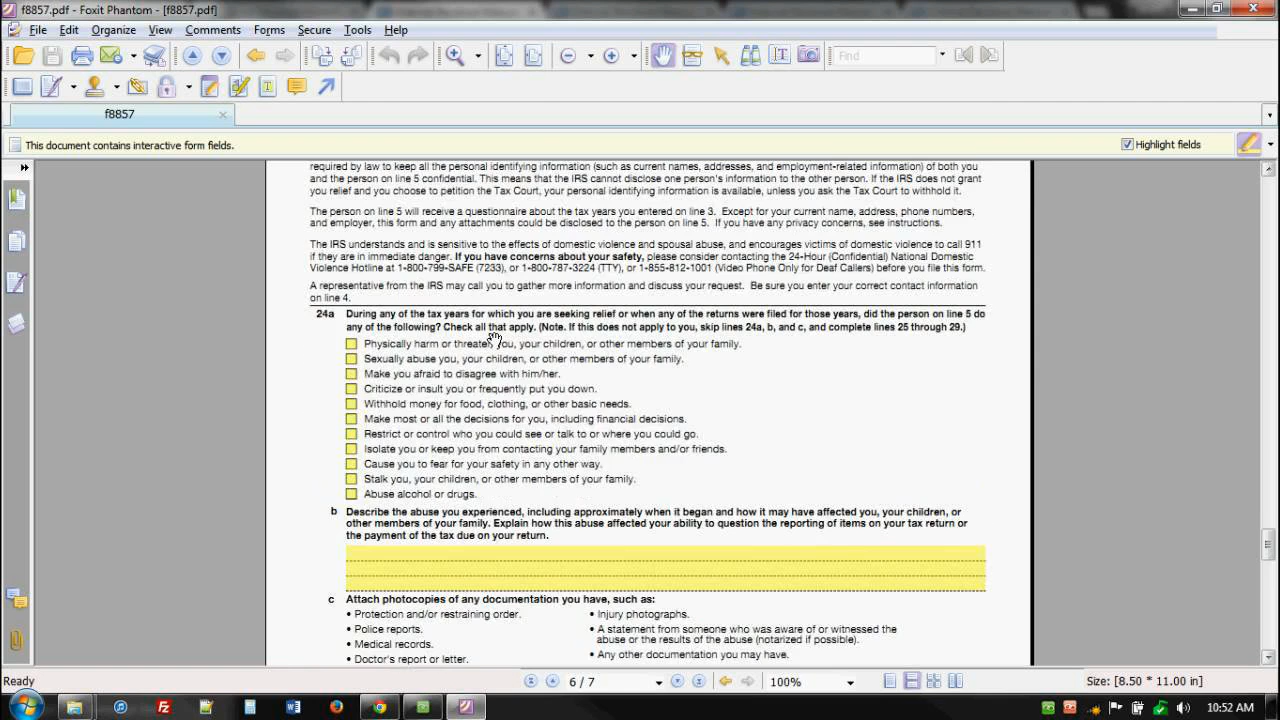 f8857.pdf - Foxit Phantom - [f8857.pdf]
File Edit Organize View Comments Forms Secure Tools Help
Find
f8857
This document contains interactive form fields.
Highlight fields
required by law to keep all the personal identifying information (such as current names, addresses, and employment-related information) of both you
and the person on line 5 confidential. This means that the IRS cannot disclose one person's information to the other person. If the IRS does not grant
you relief and you choose to petition the Tax Court, your personal identifying information is available, unless you ask the Tax Court to withhold it.
The person on line 5 will receive a questionnaire about the tax years you entered on line 3. Except for your current name, address, phone numbers,
and employer, this form and any attachments could be disclosed to the person on line 5. If you have any privacy concerns, see instructions.
The IRS understands and is sensitive to the effects of domestic violence and spousal abuse, and encourages victims of domestic violence to call 911
if they are in immediate danger. If you have concerns about your safety, please consider contacting the 24-Hour (Confidential) National Domestic
Violence Hotline at 1-800-799-SAFE (7233), or 1-800-787-3224 (TTY), or 1-855-812-1001 (Video Phone Only for Deaf Callers) before you file this form.
A representative from the IRS may call you to gather more information and discuss your request. Be sure you enter your correct contact information
on line 4.
24a During any of the tax years for which you are seeking relief or when any of the returns were filed for those years, did the person on line 5 do
any of the following? Check all that apply. (Note. If this does not apply to you, skip lines 24a, b, and c, and complete lines 25 through 29.)
Physically harm or threaten you, your children, or other members of your family.
Sexually abuse you, your children, or other members of your family.
Make you afraid to disagree with him/her.
Criticize or insult you or frequently put you down.
Withhold money for food, clothing, or other basic needs.
Make most or all the decisions for you, including financial decisions.
Restrict or control who you could see or talk to or where you could go.
Isolate you or keep you from contacting your family members and/or friends.
Cause you to fear for your safety in any other way.
Stalk you, your children, or other members of your family.
Abuse alcohol or drugs.
b Describe the abuse you experienced, including approximately when it began and how it may have affected you, your children, or
other members of your family. Explain how this abuse affected your ability to question the reporting of items on your tax return or
the payment of the tax due on your return.
c Attach photocopies of any documentation you have, such as:
• Protection and/or restraining order.
• Police reports.
• Medical records.
• Doctor's report or letter.
• Injury photographs.
• A statement from someone who was aware of or witnessed the
abuse or the results of the abuse (notarized if possible).
• Any other documentation you may have.
Ready
6 / 7
100%
Size: [8.50 * 11.00 in]
10:52 AM